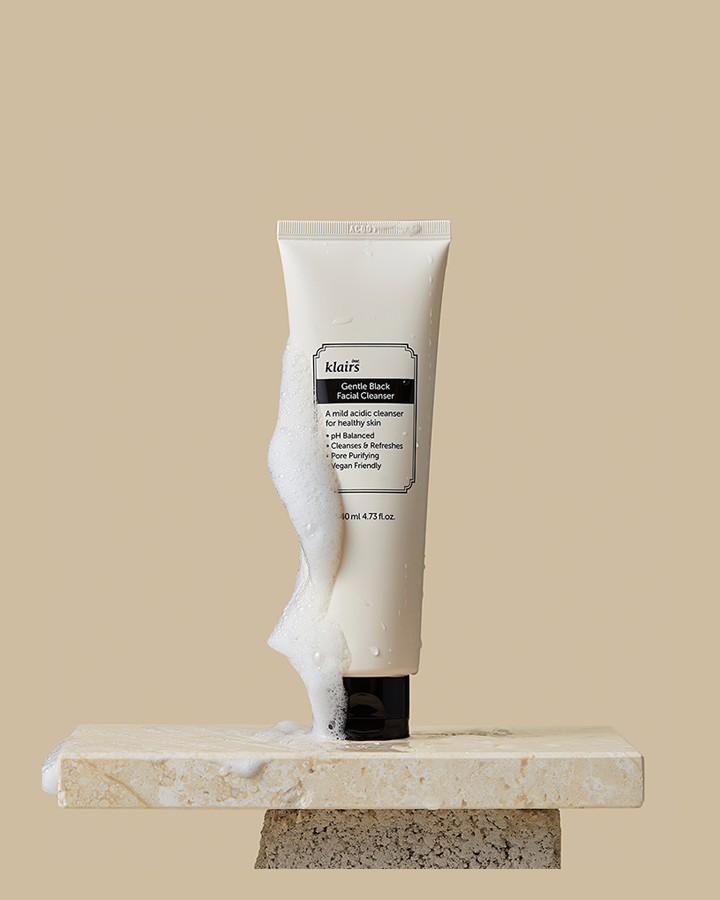 dear,
klairs
Gentle Black
Facial Cleanser
A mild acidic cleanser
for healthy skin
• pH Balanced
• Cleanses & Refreshes
• Pore Purifying
Vegan Friendly
40 ml 4.73 fl.oz.